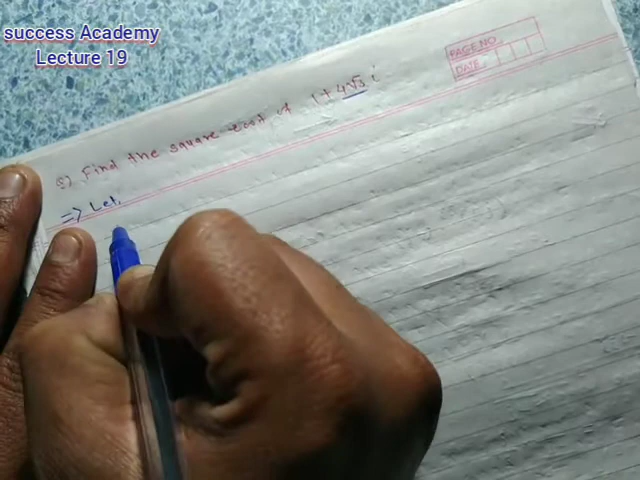 success Academy
Lecture 19
PAGE NO
DATE
Q) Find the square root of 1+4√3 i
=> Let,